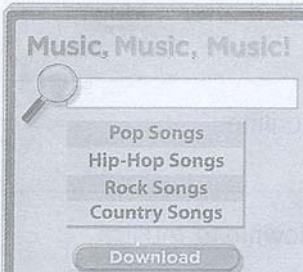 Music, Music, Music!
Pop Songs
Hip-Hop Songs
Rock Songs
Country Songs
Download